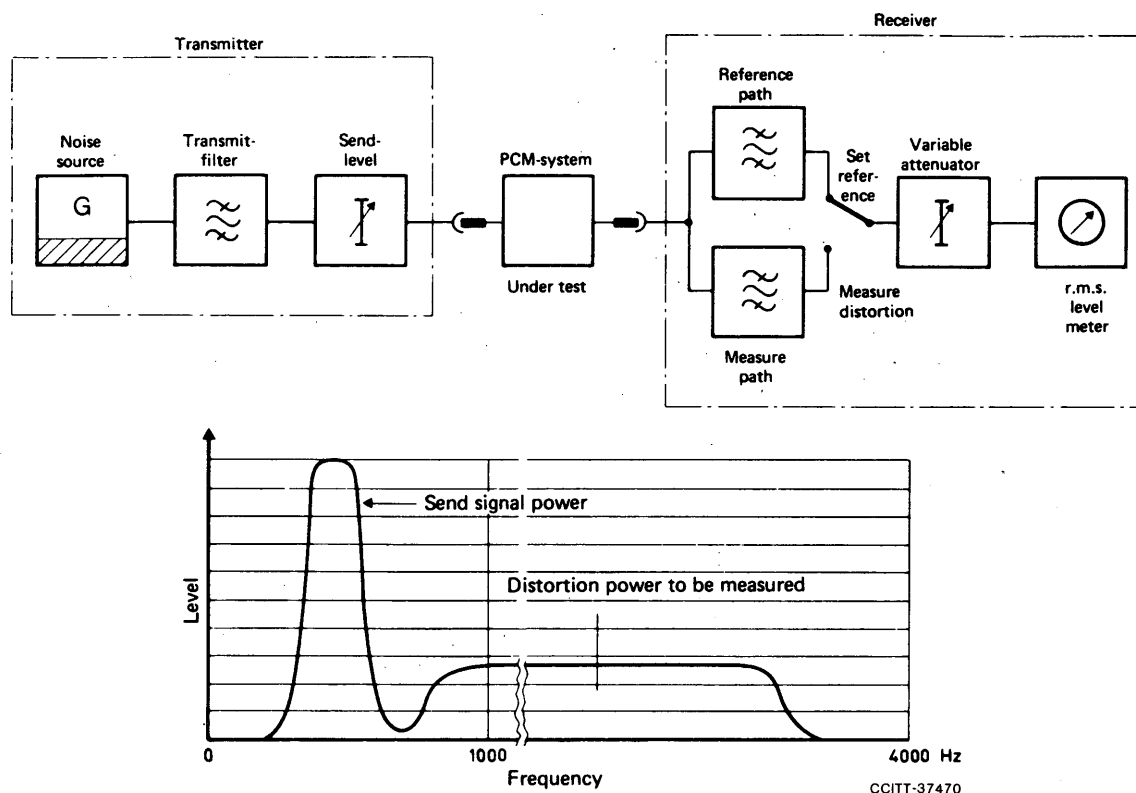 Transmitter
Receiver
Noise
source
G
Transmit-
filter
Send-
level
PCM-system
Under test
Reference
path
Measure
path
Set
refer-
ence
Measure
distortion
Variable
attenuator
r.m.s.
level
meter
Level
Send signal power
Distortion power to be measured
0
1000
4000 Hz
Frequency
CCITT-37470